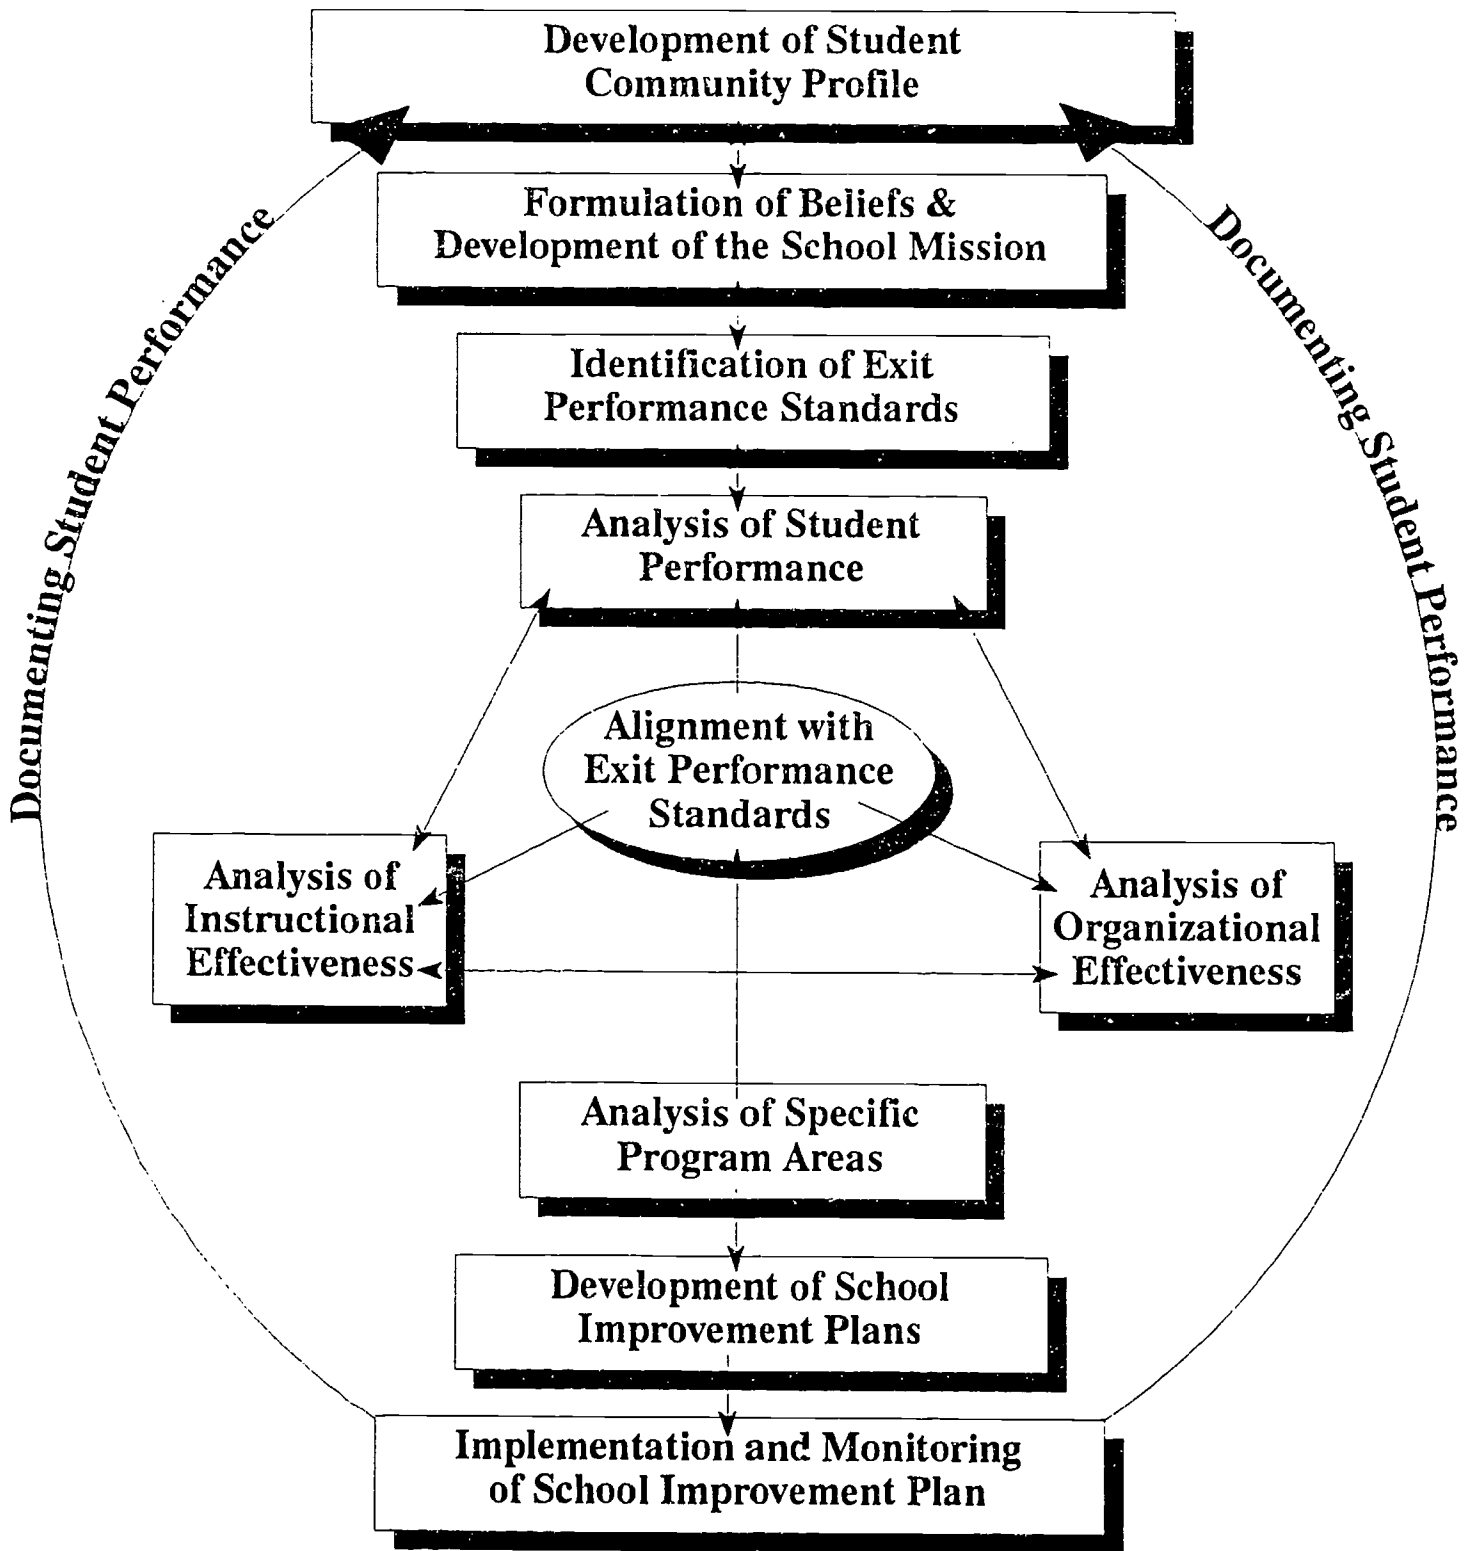 Development of Student
Community Profile
Formulation of Beliefs &
Development of the School Mission
Identification of Exit
Performance Standards
Analysis of Student
Performance
Documenting Student Performance
Documenting Student Performance
Alignment with
Exit Performance
Standards
Analysis of
Instructional
Effectiveness
Analysis of
Organizational
Effectiveness
Analysis of Specific
Program Areas
Development of School
Improvement Plans
Implementation and Monitoring
of School Improvement Plan